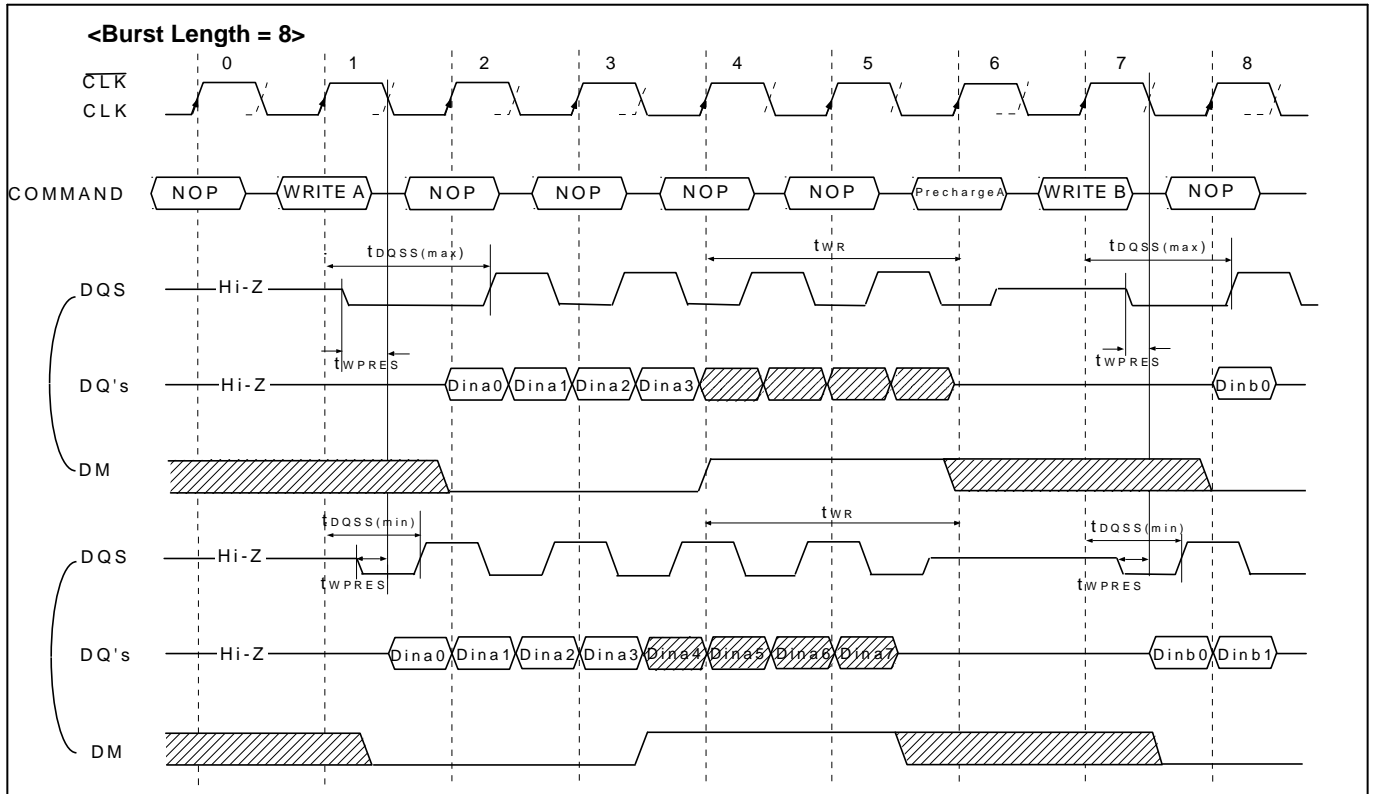 <Burst Length = 8>
0 1 2 3 4 5 6 7 8
CLK
CLK
COMMAND NOP WRITE A NOP NOP NOP NOP PrechargeA WRITE B NOP
tDQSS(max) tWR tDQSS(max)
DQS Hi-Z
tWPRES tWPRES
DQ's Hi-Z Dina0 Dina1 Dina2 Dina3 Dinb0
DM
tDQSS(min) tWR tDQSS(min)
DQS Hi-Z
tWPRES tWPRES
DQ's Hi-Z Dina0 Dina1 Dina2 Dina3 Dina4 Dina5 Dina6 Dina7 Dinb0 Dinb1
DM